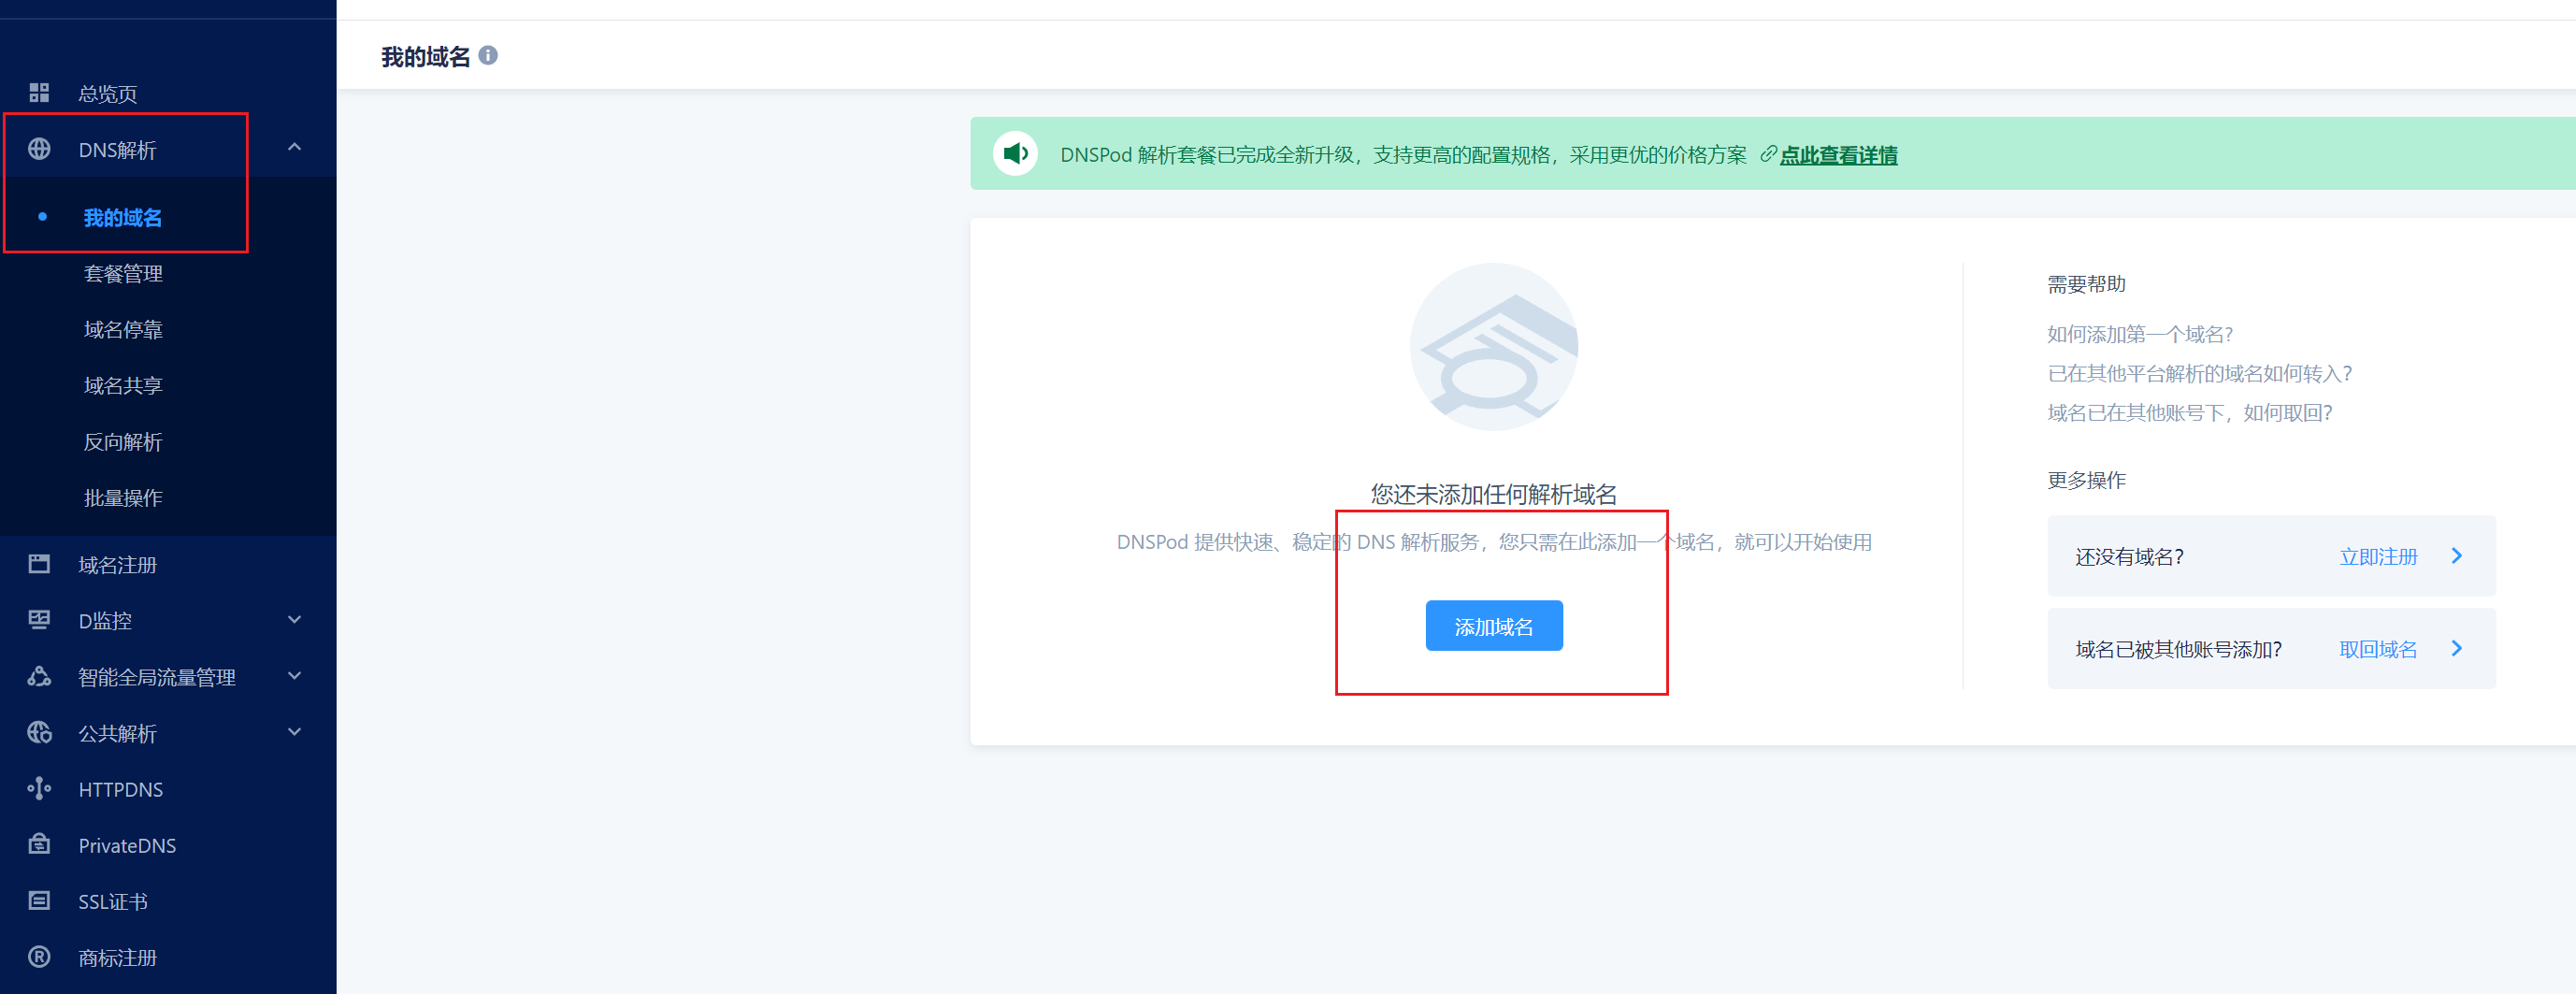 总览页
DNS解析
我的域名
套餐管理
域名停靠
域名共享
反向解析
批量操作
域名注册
D监控
智能全局流量管理
公共解析
HTTPDNS
PrivateDNS
SSL证书
商标注册
我的域名
DNSPod 解析套餐已完成全新升级，支持更高的配置规格，采用更优的价格方案 点此查看详情
您还未添加任何解析域名
DNSPod 提供快速、稳定的 DNS 解析服务，您只需在此添加一个域名，就可以开始使用
添加域名
需要帮助
如何添加第一个域名？
已在其他平台解析的域名如何转入？
域名已在其他账号下，如何取回？
更多操作
还没有域名？ 立即注册
域名已被其他账号添加？ 取回域名